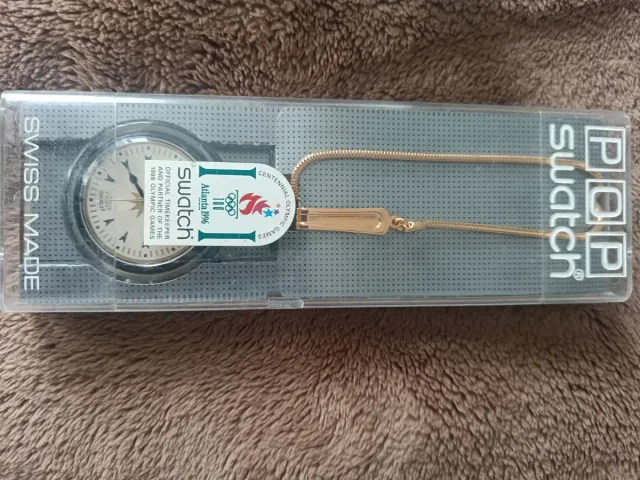 SWISS MADE
swatch
OFFICIAL TIMEKEEPER
AND PARTNER OF THE
1996 OLYMPIC GAMES
Atlanta 1996
CENTENNIAL OLYMPIC GAMES
POP
swatch®